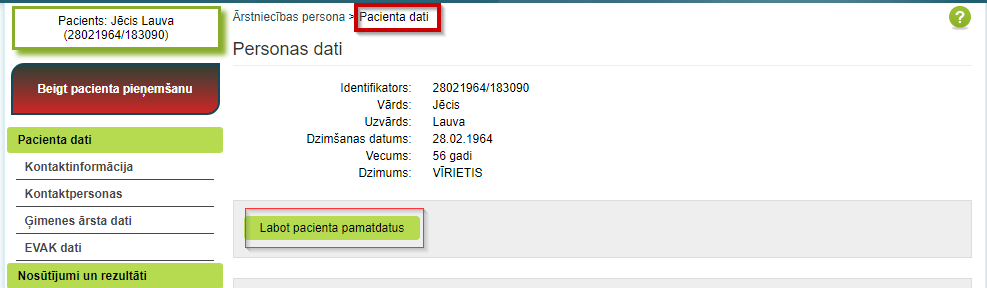 Pacients: Jēcis Lauva
(28021964/183090)
Beigt pacienta pieņemšanu
Pacienta dati
Kontaktinformācija
Kontaktpersonas
Ģimenes ārsta dati
EVAK dati
Nosūtījumi un rezultāti
Ārstniecības persona > Pacienta dati
?
Personas dati
Identifikators: 28021964/183090
Vārds: Jēcis
Uzvārds: Lauva
Dzimšanas datums: 28.02.1964
Vecums: 56 gadi
Dzimums: VĪRIETIS
Labot pacienta pamatdatus